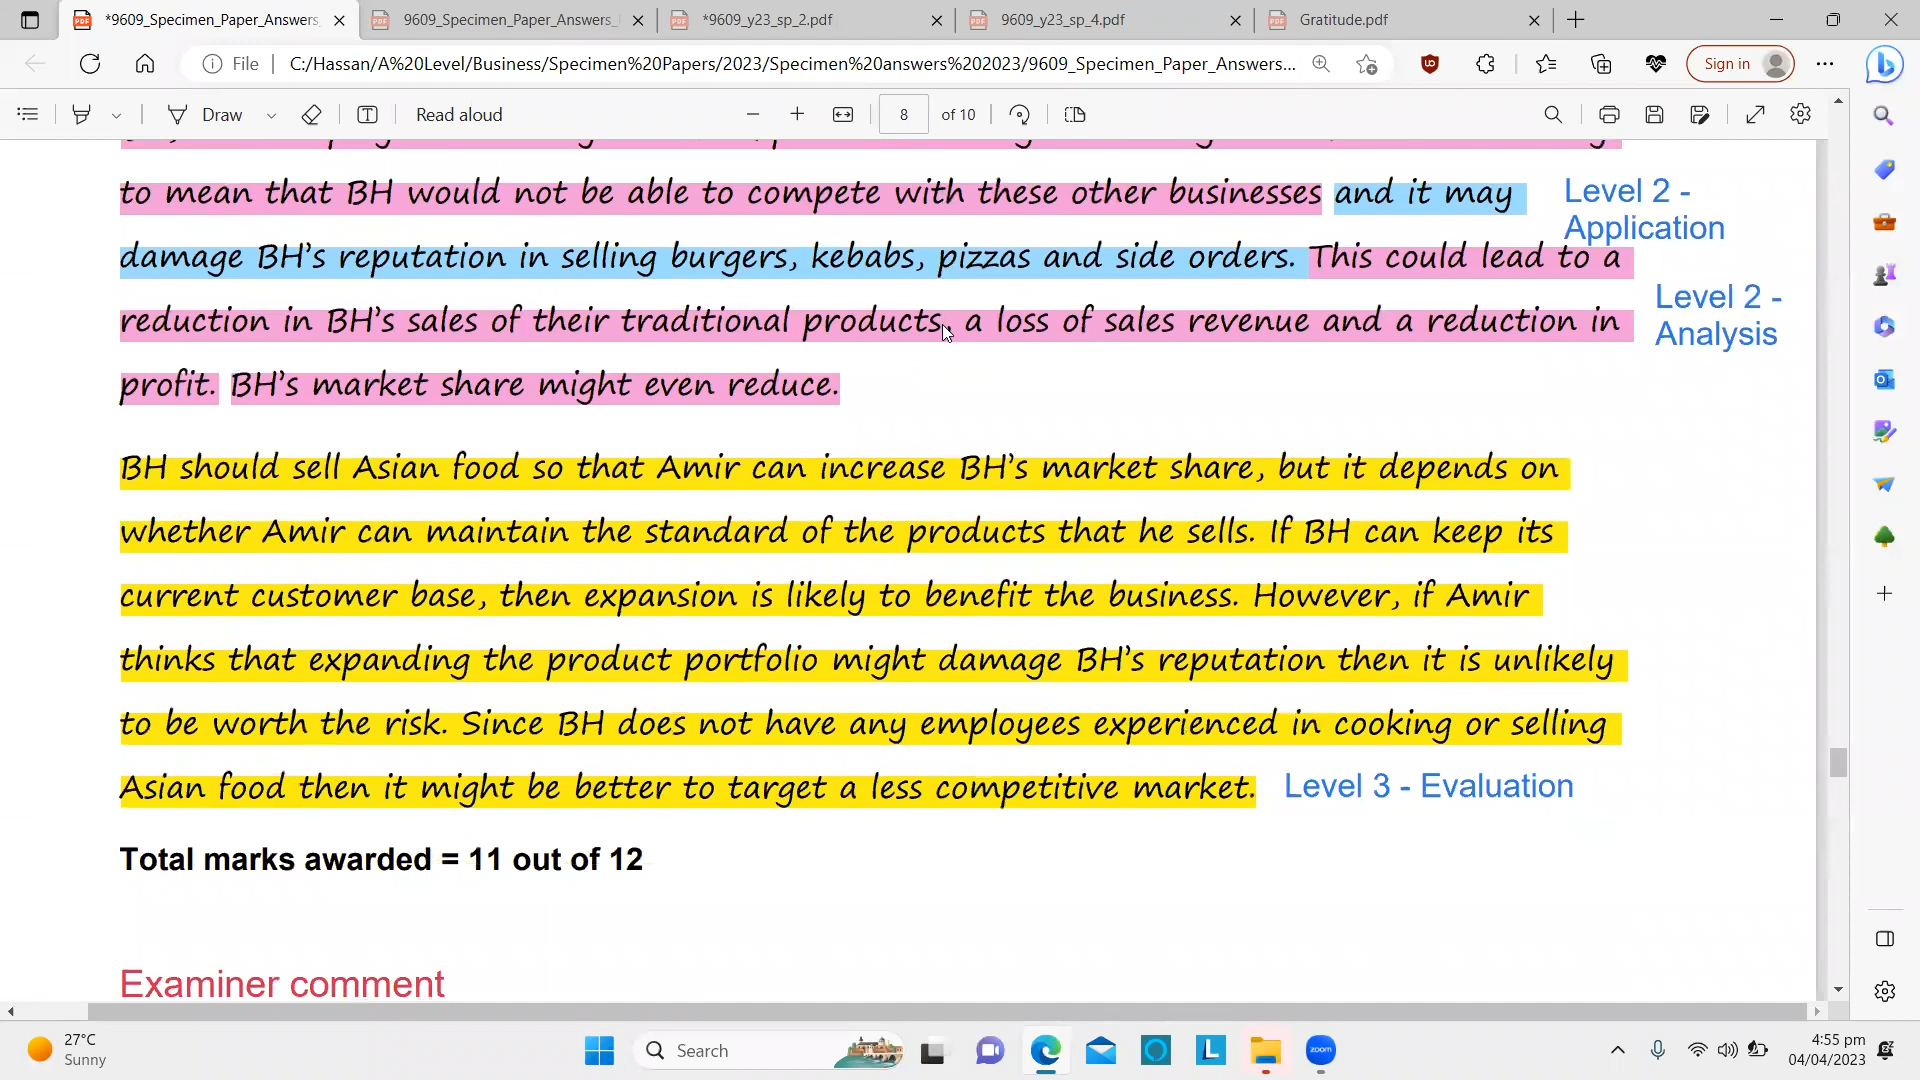 *9609_Specimen_Paper_Answers_
9609_Specimen_Paper_Answers_
*9609_y23_sp_2.pdf
9609_y23_sp_4.pdf
Gratitude.pdf
File
C:/Hassan/A%20Level/Business/Specimen%20Papers/2023/Specimen%20answers%202023/9609_Specimen_Paper_Answers...
Sign in
Draw
Read aloud
8 of 10
to mean that BH would not be able to compete with these other businesses and it may
Level 2 -
Application
damage BH's reputation in selling burgers, kebabs, pizzas and side orders. This could lead to a
Level 2 -
Analysis
reduction in BH's sales of their traditional products, a loss of sales revenue and a reduction in
profit. BH's market share might even reduce.
BH should sell Asian food so that Amir can increase BH's market share, but it depends on
whether Amir can maintain the standard of the products that he sells. If BH can keep its
current customer base, then expansion is likely to benefit the business. However, if Amir
thinks that expanding the product portfolio might damage BH's reputation then it is unlikely
to be worth the risk. Since BH does not have any employees experienced in cooking or selling
Asian food then it might be better to target a less competitive market. Level 3 - Evaluation
Total marks awarded = 11 out of 12
Examiner comment
27°C
Sunny
Search
zoom
4:55 pm
04/04/2023